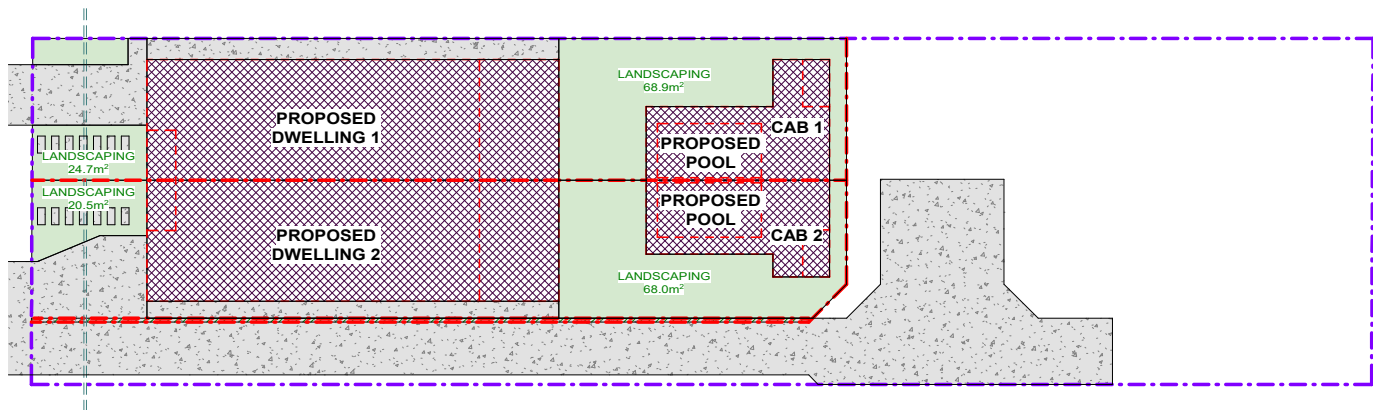 LANDSCAPING
68.9m²
PROPOSED
DWELLING 1
CAB 1
PROPOSED
POOL
LANDSCAPING
24.7m²
LANDSCAPING
20.5m²
PROPOSED
POOL
CAB 2
PROPOSED
DWELLING 2
LANDSCAPING
68.0m²